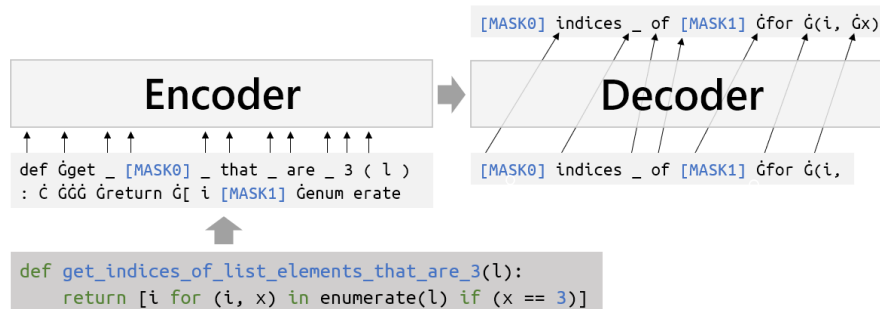 [MASK0] indices _ of [MASK1] Ġfor Ġ(i, Ġx)
Encoder
Decoder
def Ġget _ [MASK0] _ that _ are _ 3 ( l )
: Ċ ĠĠĠ Ġreturn Ġ[ i [MASK1] Ġenum erate
[MASK0] indices _ of [MASK1] Ġfor Ġ(i,
def get_indices_of_list_elements_that_are_3(l):
return [i for (i, x) in enumerate(l) if (x == 3)]